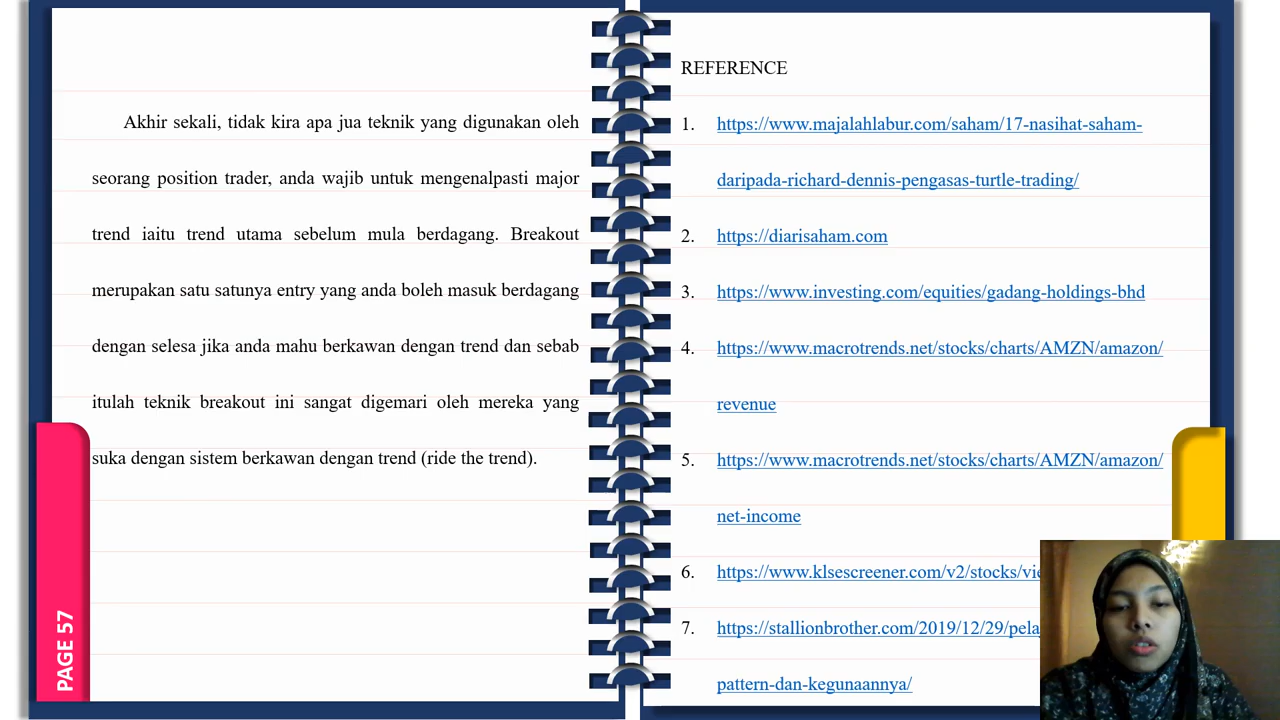 Akhir sekali, tidak kira apa jua teknik yang digunakan oleh
seorang position trader, anda wajib untuk mengenalpasti major
trend iaitu trend utama sebelum mula berdagang. Breakout
merupakan satu satunya entry yang anda boleh masuk berdagang
dengan selesa jika anda mahu berkawan dengan trend dan sebab
itulah teknik breakout ini sangat digemari oleh mereka yang
suka dengan sistem berkawan dengan trend (ride the trend).
PAGE 57
REFERENCE
1. https://www.majalahlabur.com/saham/17-nasihat-saham-
daripada-richard-dennis-pengasas-turtle-trading/
2. https://diarisaham.com
3. https://www.investing.com/equities/gadang-holdings-bhd
4. https://www.macrotrends.net/stocks/charts/AMZN/amazon/
revenue
5. https://www.macrotrends.net/stocks/charts/AMZN/amazon/
net-income
6. https://www.klsescreener.com/v2/stocks/vie
7. https://stallionbrother.com/2019/12/29/pela
pattern-dan-kegunaannya/